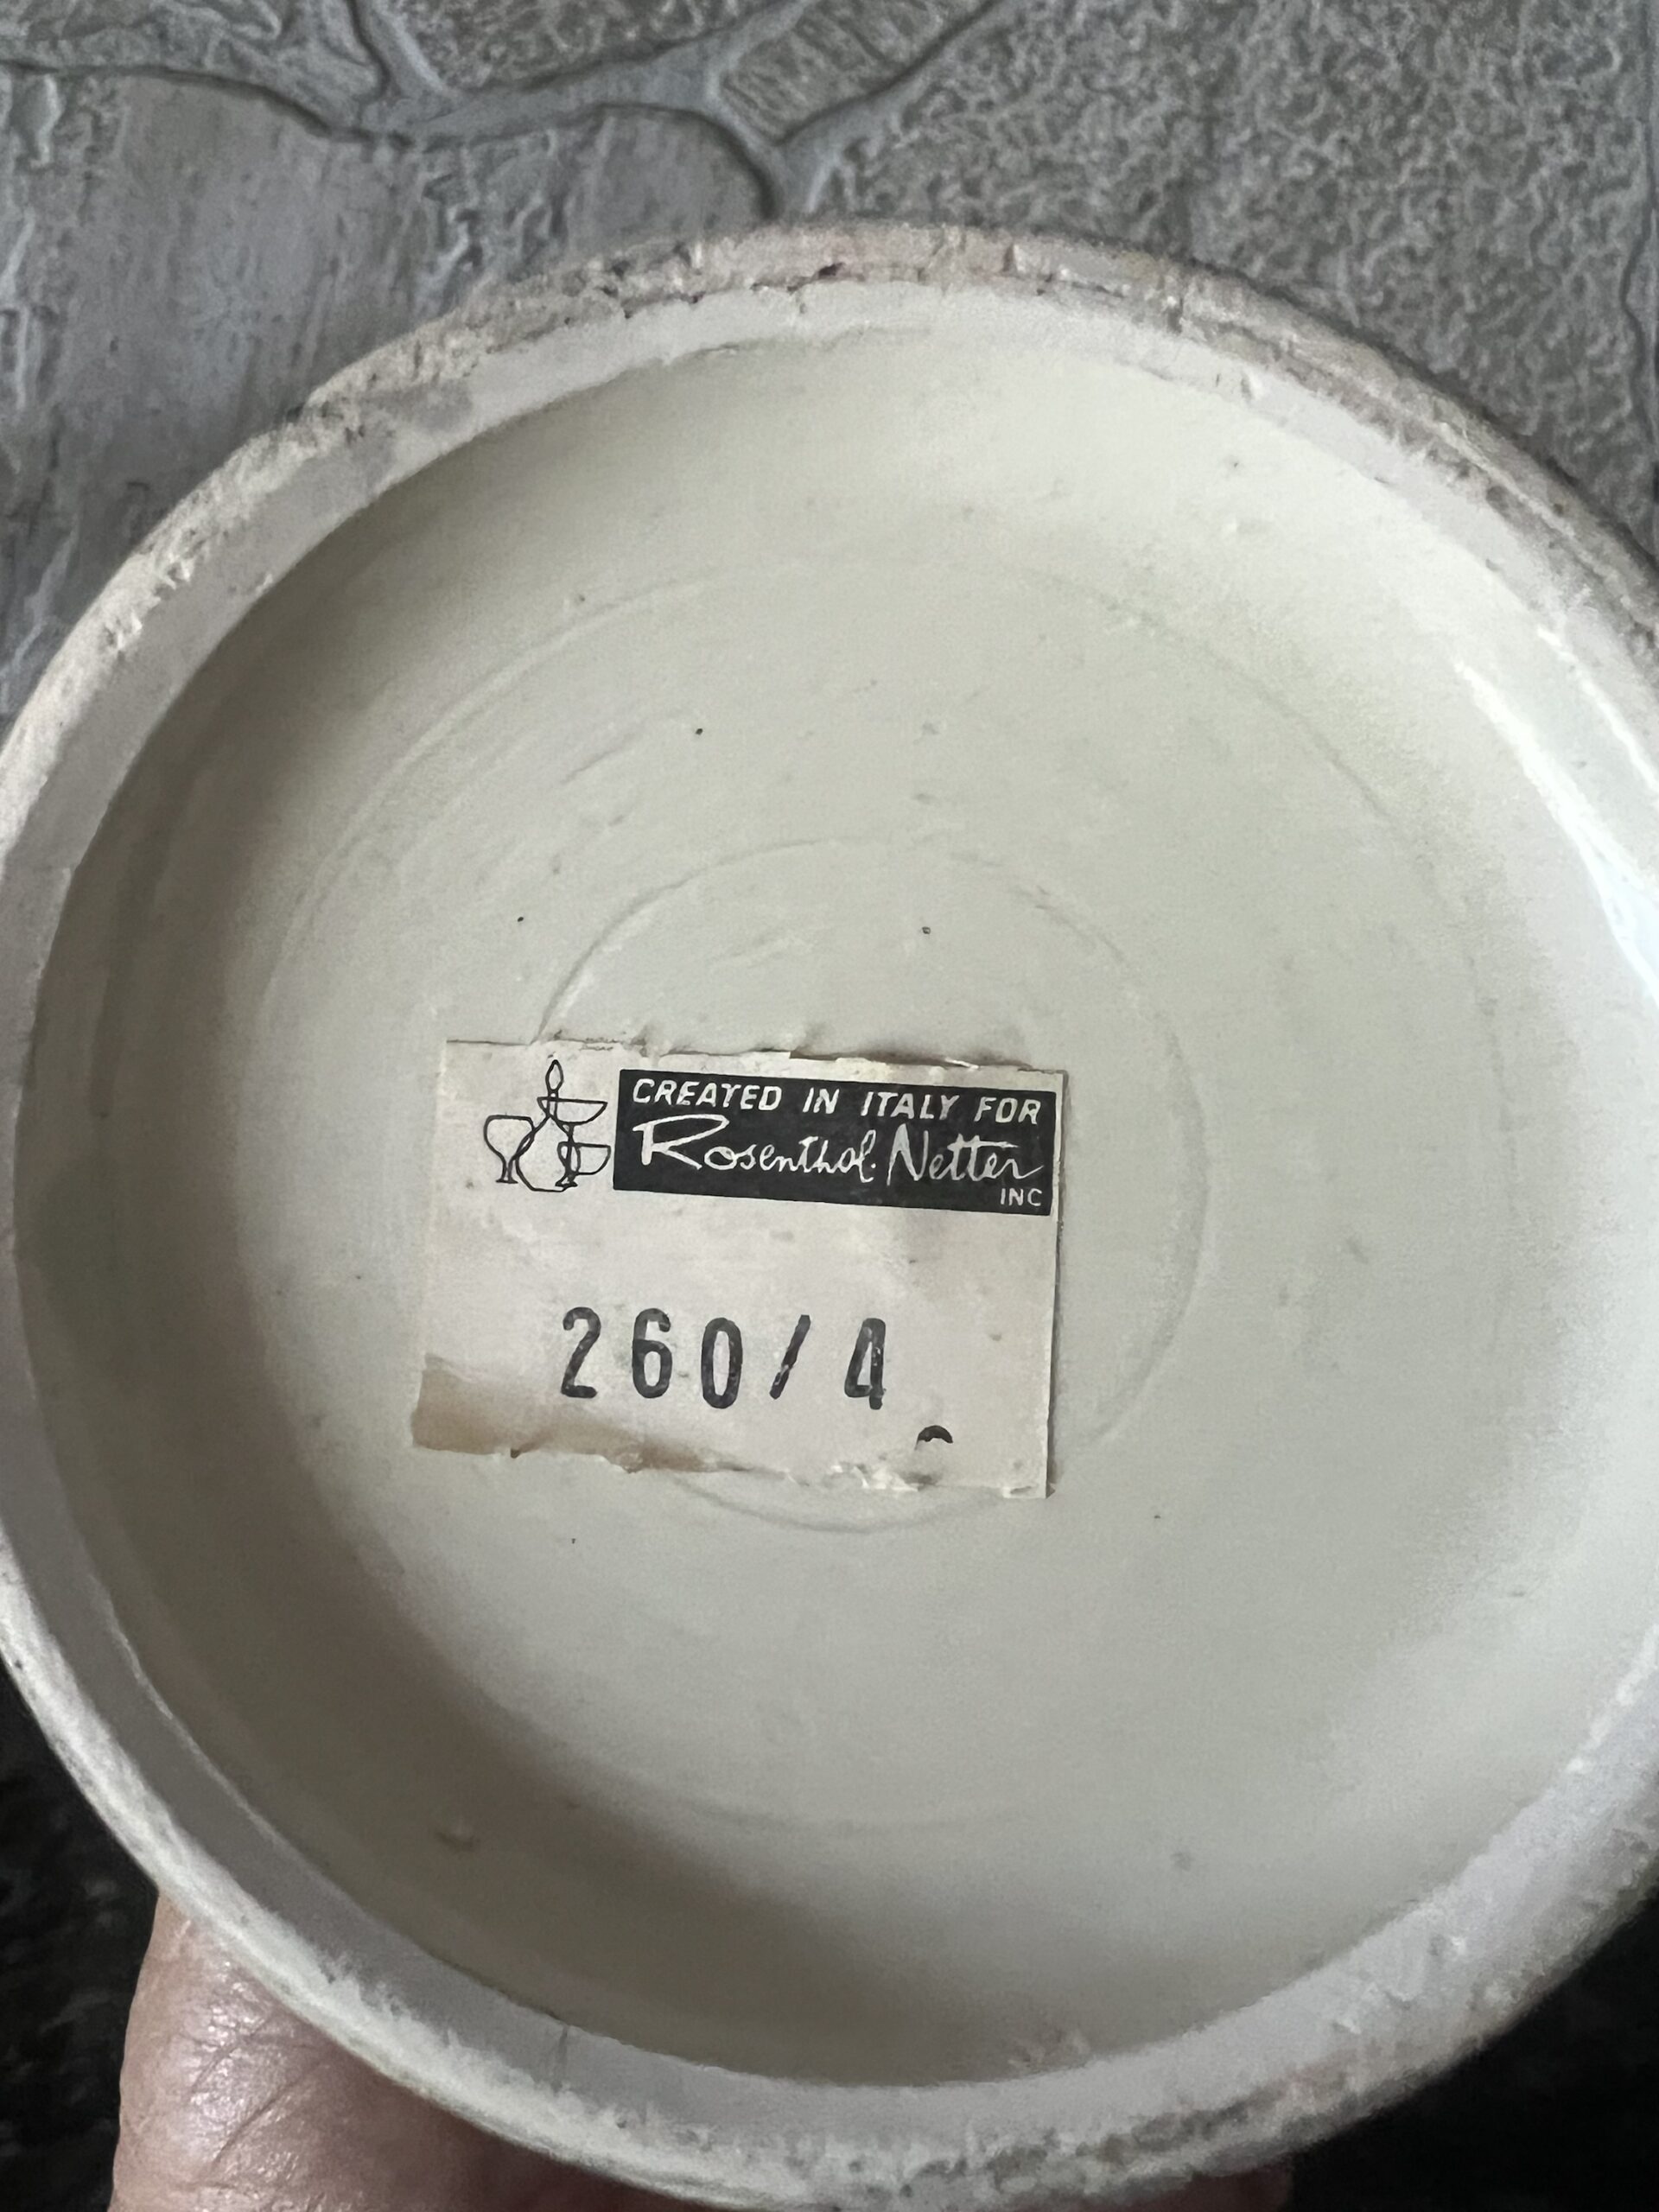 CREATED IN ITALY FOR
Rosenthal Netter
INC
260/4